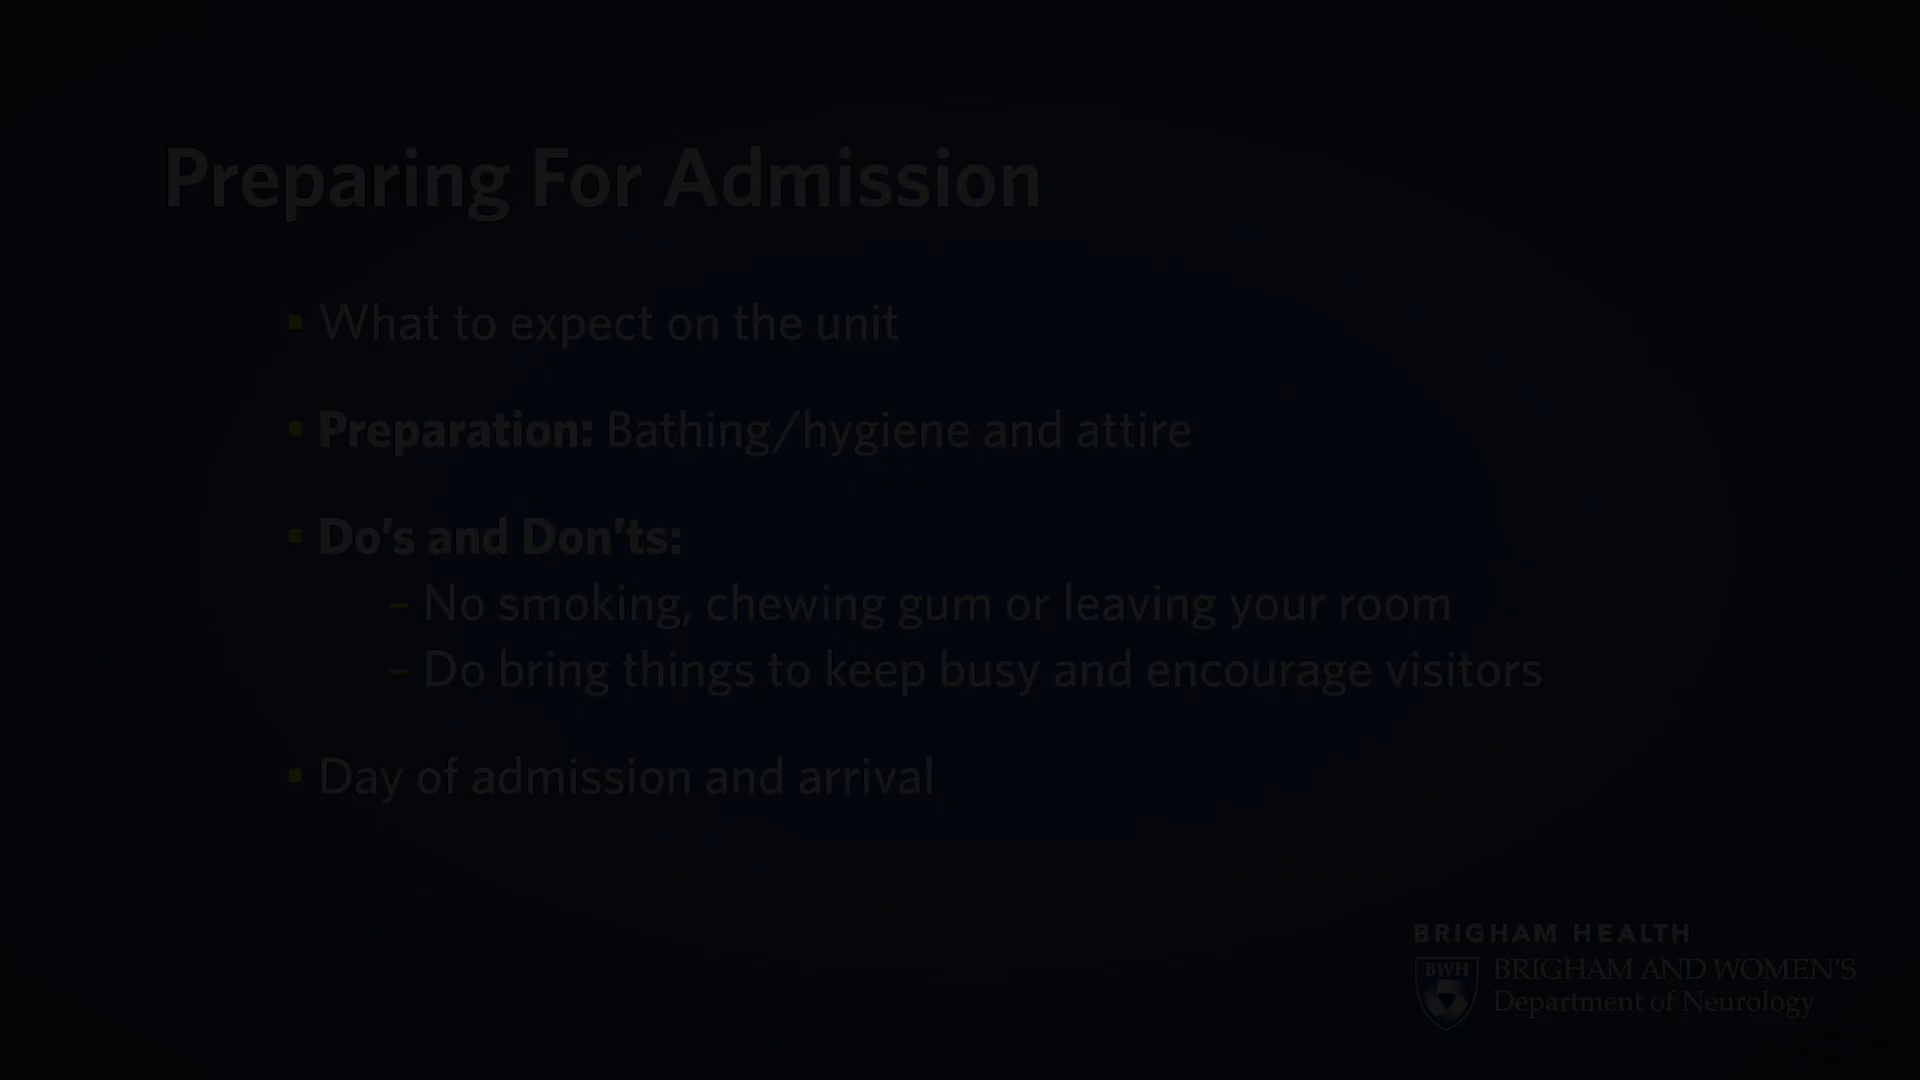 Preparing For Admission
▪ What to expect on the unit
▪ Preparation: Bathing/hygiene and attire
▪ Do's and Don'ts:
– No smoking, chewing gum or leaving your room
– Do bring things to keep busy and encourage visitors
▪ Day of admission and arrival
BRIGHAM HEALTH
BWH
BRIGHAM AND WOMEN'S
Department of Neurology